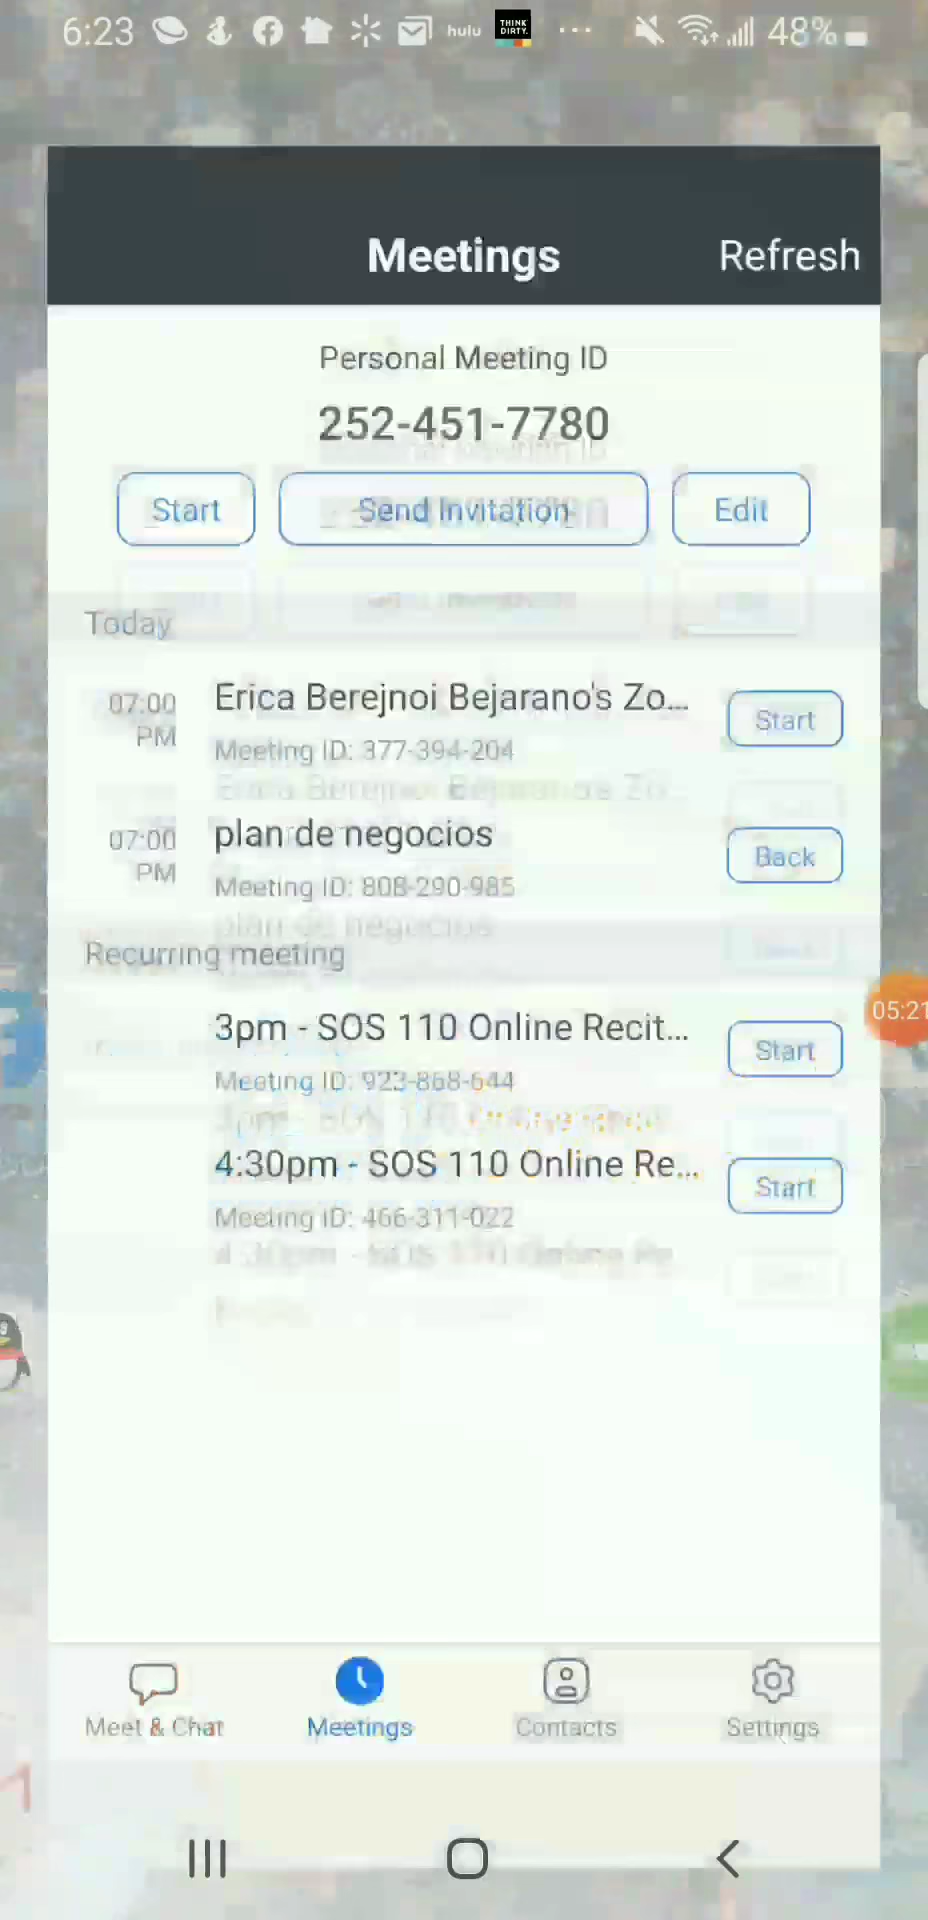 6:23
hulu
THINK
DIRTY.
48%
Meetings
Refresh
Personal Meeting ID
252-451-7780
Start
Send Invitation
Edit
Today
07:00
PM
Erica Berejnoi Bejarano's Zo...
Meeting ID: 377-394-204
Start
07:00
PM
plan de negocios
Meeting ID: 808-290-985
Back
Recurring meeting
3pm - SOS 110 Online Recit...
Meeting ID: 923-868-644
Start
05:21
4:30pm - SOS 110 Online Re...
Meeting ID: 466-311-022
Start
Meet & Chat
Meetings
Contacts
Settings